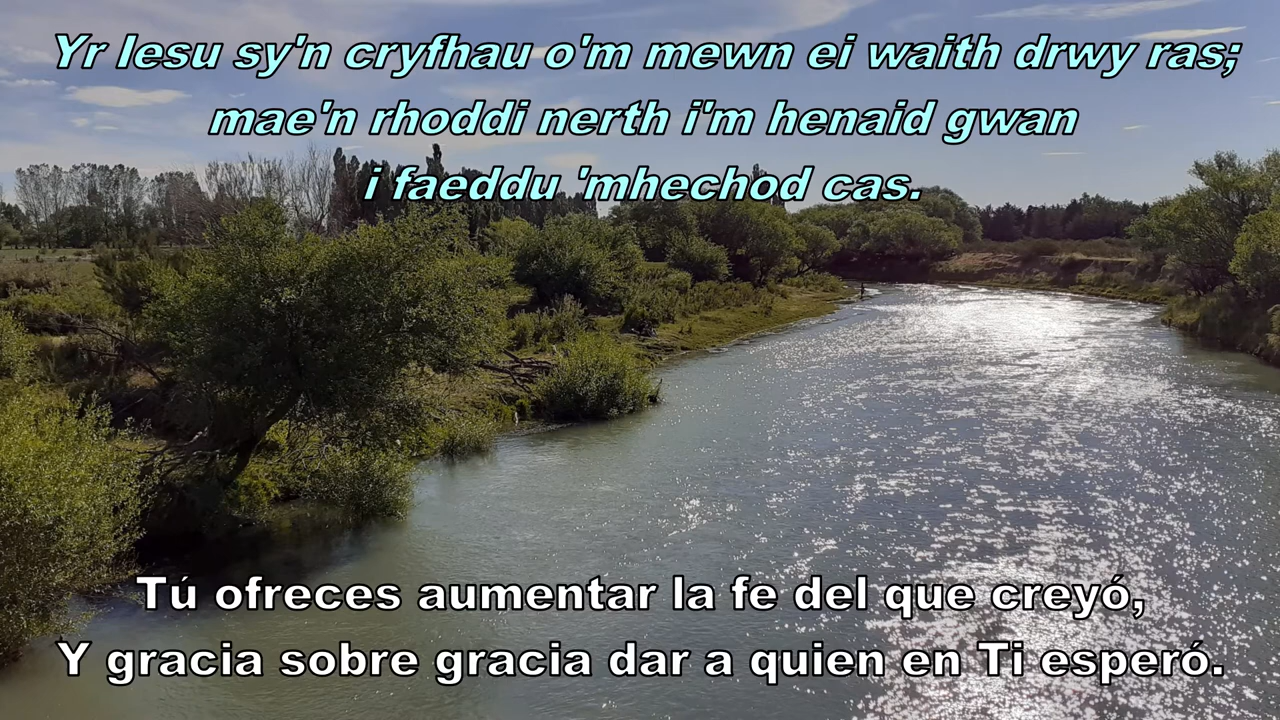 Yr Iesu sy'n cryfhau o'm mewn ei waith drwy ras;
mae'n rhoddi nerth i'm henaid gwan
i faeddu 'mhechod cas.
Tú ofreces aumentar la fe del que creyó,
Y gracia sobre gracia dar a quien en Ti esperó.